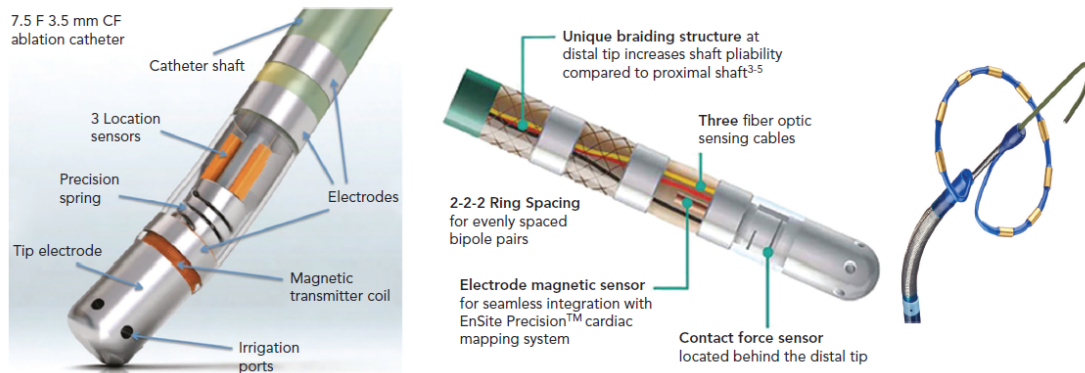 7.5 F 3.5 mm CF
ablation catheter
Catheter shaft
3 Location
sensors
Precision
spring
Electrodes
Tip electrode
Magnetic
transmitter coil
Irrigation
ports
Unique braiding structure at
distal tip increases shaft pliability
compared to proximal shaft3-5
Three fiber optic
sensing cables
2-2-2 Ring Spacing
for evenly spaced
bipole pairs
Electrode magnetic sensor
for seamless integration with
EnSite Precision™ cardiac
mapping system
Contact force sensor
located behind the distal tip